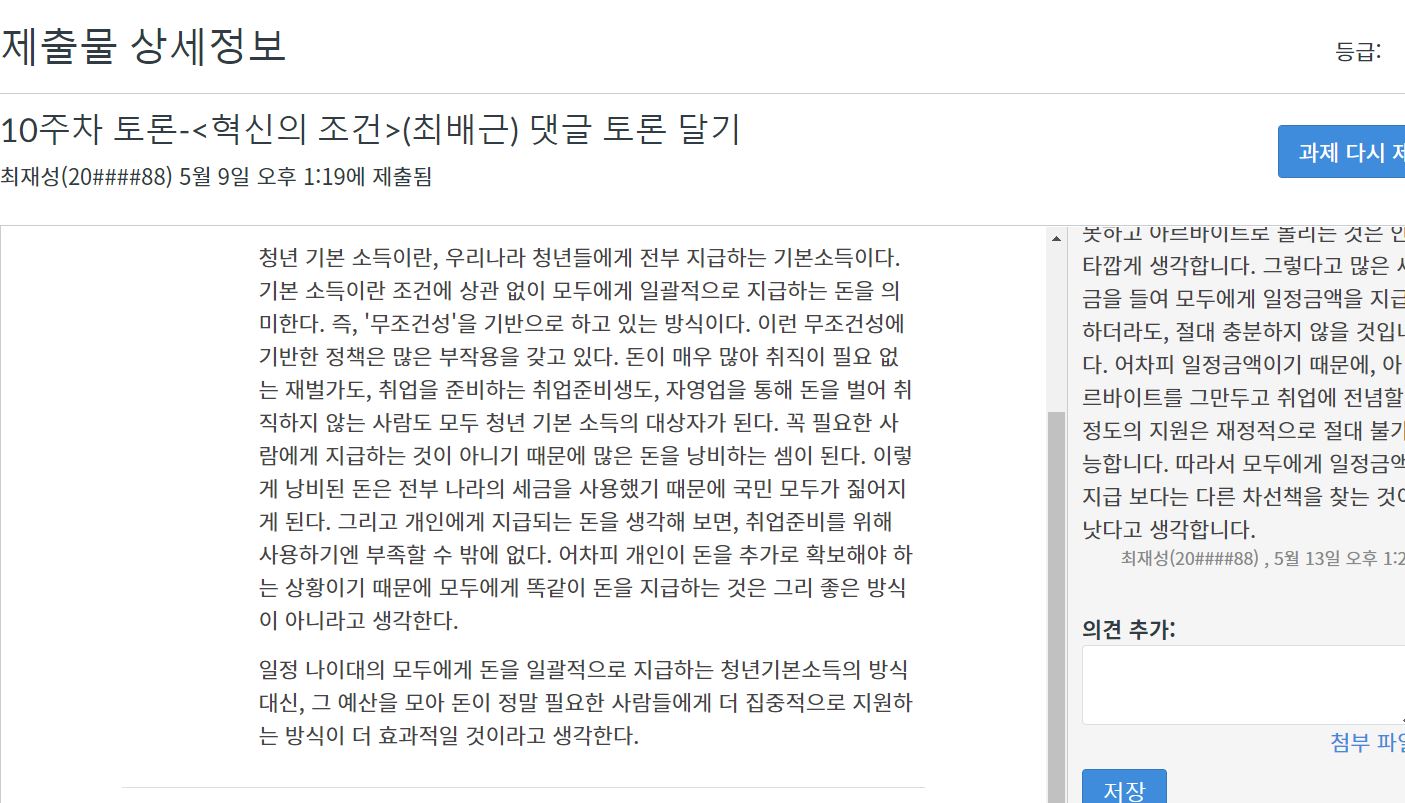 제출물 상세정보
등급:
10주차 토론-<혁신의 조건>(최배근) 댓글 토론 달기
최재성(20####88) 5월 9일 오후 1:19에 제출됨
과제 다시
청년 기본 소득이란, 우리나라 청년들에게 전부 지급하는 기본소득이다.
기본 소득이란 조건에 상관 없이 모두에게 일괄적으로 지급하는 돈을 의
미한다. 즉, '무조건성'을 기반으로 하고 있는 방식이다. 이런 무조건성에
기반한 정책은 많은 부작용을 갖고 있다. 돈이 매우 많아 취직이 필요 없
는 재벌가도, 취업을 준비하는 취업준비생도, 자영업을 통해 돈을 벌어 취
직하지 않는 사람도 모두 청년 기본 소득의 대상자가 된다. 꼭 필요한 사
람에게 지급하는 것이 아니기 때문에 많은 돈을 낭비하는 셈이 된다. 이렇
게 낭비된 돈은 전부 나라의 세금을 사용했기 때문에 국민 모두가 짊어지
게 된다. 그리고 개인에게 지급되는 돈을 생각해 보면, 취업준비를 위해
사용하기엔 부족할 수 밖에 없다. 어차피 개인이 돈을 추가로 확보해야 하
는 상황이기 때문에 모두에게 똑같이 돈을 지급하는 것은 그리 좋은 방식
이 아니라고 생각한다.
일정 나이대의 모두에게 돈을 일괄적으로 지급하는 청년기본소득의 방식
대신, 그 예산을 모아 돈이 정말 필요한 사람들에게 더 집중적으로 지원하
는 방식이 더 효과적일 것이라고 생각한다.
못하고 아르바이트로 몰리는 것은 안
타깝게 생각합니다. 그렇다고 많은
금을 들여 모두에게 일정금액을 지급
하더라도, 절대 충분하지 않을 것입니
다. 어차피 일정금액이기 때문에, 아
르바이트를 그만두고 취업에 전념할
정도의 지원은 재정적으로 절대 불가
능합니다. 따라서 모두에게 일정금액
지급 보다는 다른 차선책을 찾는 것이
낫다고 생각합니다.
최재성(20####88) , 5월 13일 오후
의견 추가:
첨부 파일
저장